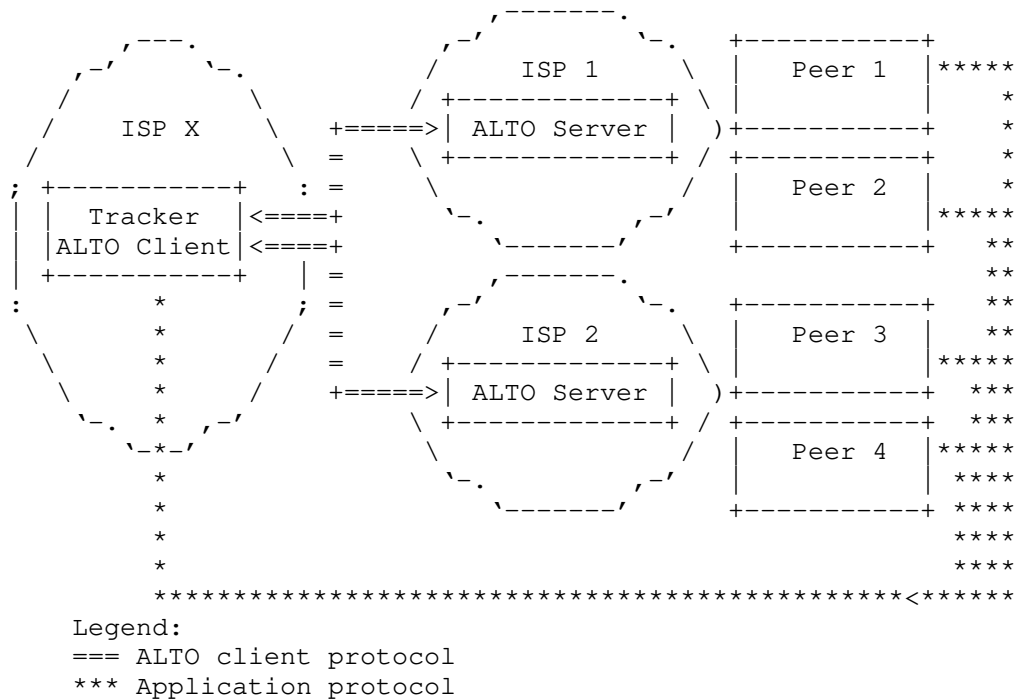 ISP 1 Peer 1
ISP X ALTO Server
Peer 2
Tracker
ALTO Client
ISP 2 Peer 3
ALTO Server
Peer 4
Legend:
=== ALTO client protocol
*** Application protocol